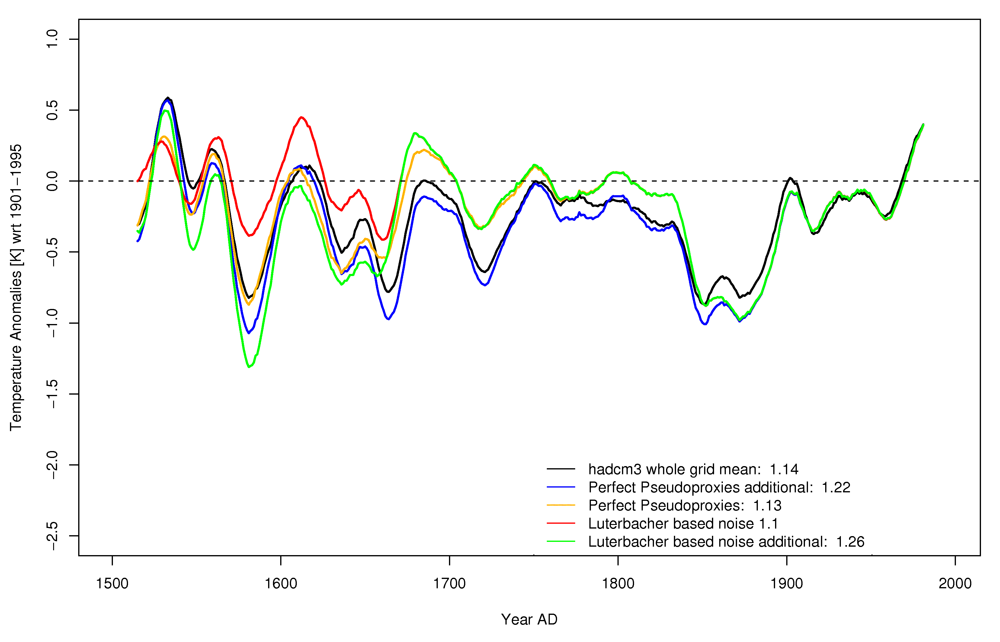 Temperature Anomalies [K] wrt 1901−1995
1.0
0.5
0.0
−0.5
−1.0
−1.5
−2.0
−2.5
hadcm3 whole grid mean: 1.14
Perfect Pseudoproxies additional: 1.22
Perfect Pseudoproxies: 1.13
Luterbacher based noise 1.1
Luterbacher based noise additional: 1.26
1500 1600 1700 1800 1900 2000
Year AD